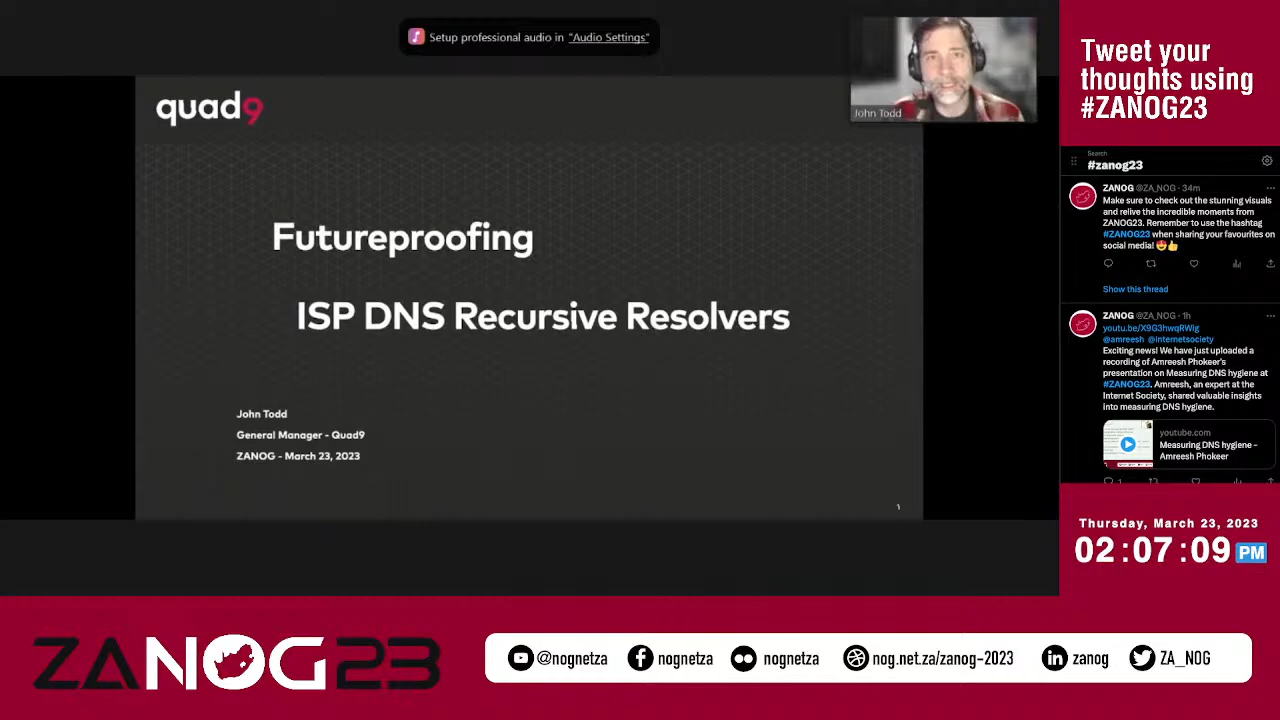 Setup professional audio in "Audio Settings"
John Todd
quad9
Futureproofing
ISP DNS Recursive Resolvers
John Todd
General Manager - Quad9
ZANOG - March 23, 2023
1
Tweet your
thoughts using
#ZANOG23
Search
#zanog23
ZANOG @ZA_NOG · 34m
Make sure to check out the stunning visuals
and relive the incredible moments from
ZANOG23. Remember to use the hashtag
#ZANOG23 when sharing your favourites on
social media! 😍👍
Show this thread
ZANOG @ZA_NOG · 1h
youtu.be/X9G3hwqRWig
@amreesh @internetsociety
Exciting news! We have just uploaded a
recording of Amreesh Phokeer's
presentation on Measuring DNS hygiene at
#ZANOG23. Amreesh, an expert at the
Internet Society, shared valuable insights
into measuring DNS hygiene.
youtube.com
Measuring DNS hygiene -
Amreesh Phokeer
1
Thursday, March 23, 2023
02:07:09 PM
ZANOG23
@nognetza
nognetza
nognetza
nog.net.za/zanog-2023
zanog
ZA_NOG